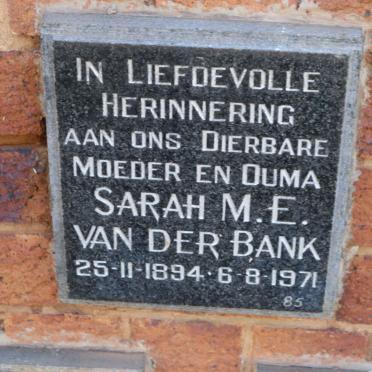 IN LIEFDEVOLLE
HERINNERING
AAN ONS DIERBARE
MOEDER EN OUMA
SARAH M.E.
VAN DER BANK
25-11-1894-6-8-1971
85